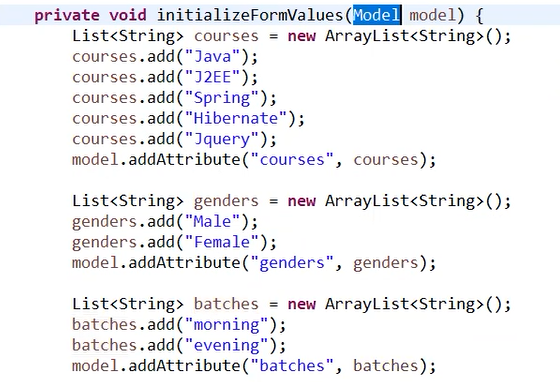 private void initializeFormValues(Model model) {
List<String> courses = new ArrayList<String>();
courses.add("Java");
courses.add("J2EE");
courses.add("Spring");
courses.add("Hibernate");
courses.add("Jquery");
model.addAttribute("courses", courses);
List<String> genders = new ArrayList<String>();
genders.add("Male");
genders.add("Female");
model.addAttribute("genders", genders);
List<String> batches = new ArrayList<String>();
batches.add("morning");
batches.add("evening");
model.addAttribute("batches", batches);